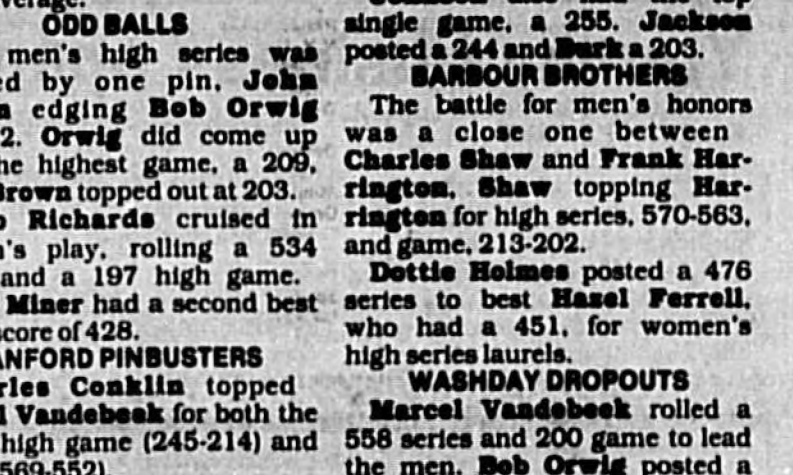 ODD BALLS
men's high series was
ed by one pin, John
edging Bob Orwig
2. Orwig did come up
he highest game, a 209,
Brown topped out at 203.
Richards cruised in
n's play, rolling a 534
and a 197 high game.
Miner had a second best
score of 428.
ANFORD PINBUSTERS
rles Conklin topped
l Vandebeek for both the
high game (245-214) and
569-552).
single game, a 255. Jackson
posted a 244 and Burk a 203.
BARBOUR BROTHERS
The battle for men's honors
was a close one between
Charles Shaw and Frank Har-
rington, Shaw topping Har-
rington for high series, 570-563,
and game, 213-202.
Dottie Holmes posted a 476
series to best Hazel Ferrell,
who had a 451, for women's
high series laurels.
WASHDAY DROPOUTS
Marcel Vandebeek rolled a
558 series and 200 game to lead
the men. Bob Orwig posted a